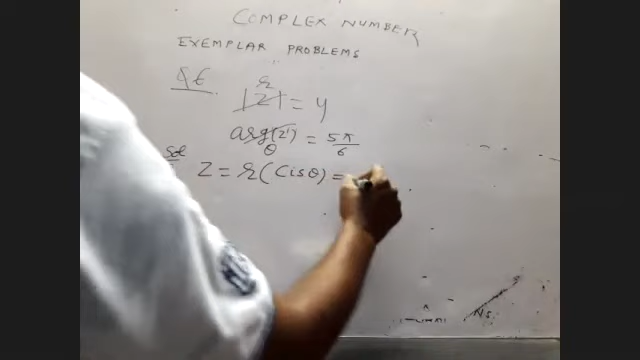 COMPLEX NUMBER
EXEMPLAR PROBLEMS
r
|z| = 4
arg(z) = 5π/6
θ
Sol
Z = r(Cisθ) =